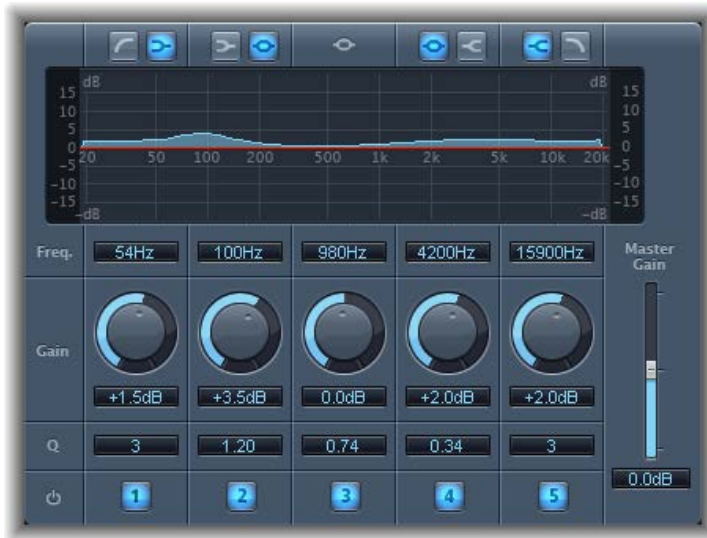 dB dB
15 15
10 10
5 5
0 0
20 50 100 200 500 1k 2k 5k 10k 20k
-5 -5
-10 -10
-15 -15
-dB -dB
Freq. 54Hz 100Hz 980Hz 4200Hz 15900Hz Master
Gain
Gain
+1.5dB +3.5dB 0.0dB +2.0dB +2.0dB
Q 3 1.20 0.74 0.34 3
0.0dB
1 2 3 4 5